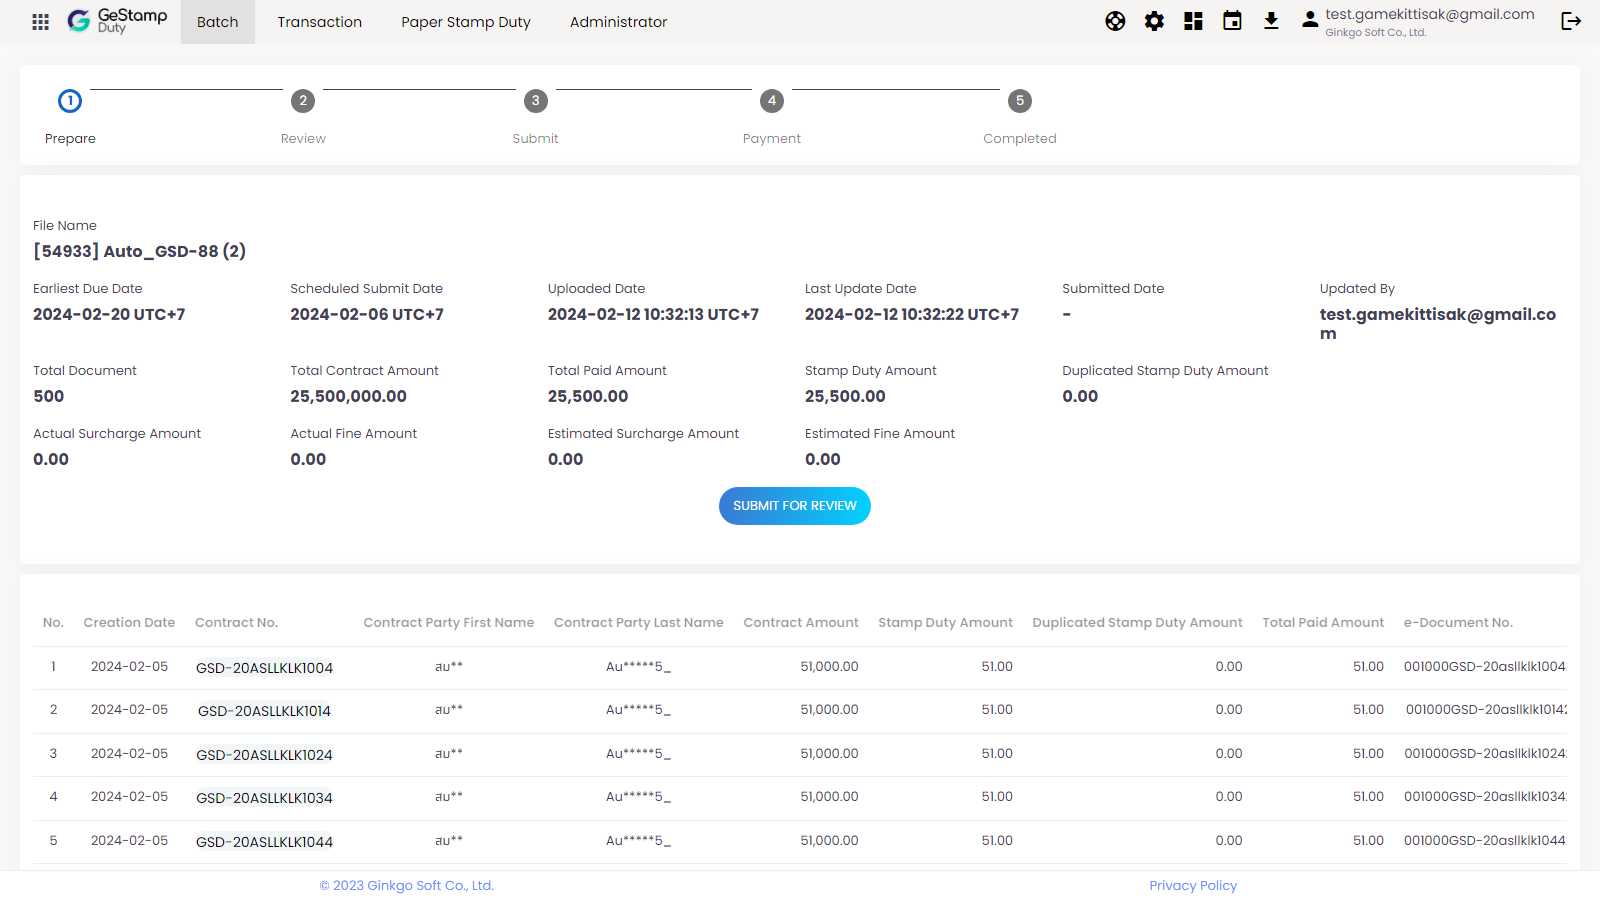 GeStamp
Duty
Batch
Transaction
Paper Stamp Duty
Administrator
test.gamekittisak@gmail.com
Ginkgo Soft Co., Ltd.
1
2
3
4
5
Prepare
Review
Submit
Payment
Completed
File Name
[54933] Auto_GSD-88 (2)
Earliest Due Date
Scheduled Submit Date
Uploaded Date
Last Update Date
Submitted Date
Updated By
2024-02-20 UTC+7
2024-02-06 UTC+7
2024-02-12 10:32:13 UTC+7
2024-02-12 10:32:22 UTC+7
-
test.gamekittisak@gmail.co
m
Total Document
Total Contract Amount
Total Paid Amount
Stamp Duty Amount
Duplicated Stamp Duty Amount
500
25,500,000.00
25,500.00
25,500.00
0.00
Actual Surcharge Amount
Actual Fine Amount
Estimated Surcharge Amount
Estimated Fine Amount
0.00
0.00
0.00
0.00
SUBMIT FOR REVIEW
No. Creation Date Contract No. Contract Party First Name Contract Party Last Name Contract Amount Stamp Duty Amount Duplicated Stamp Duty Amount Total Paid Amount e-Document No.
1 2024-02-05 GSD-20ASLLKLK1004 สม** Au*****5_ 51,000.00 51.00 0.00 51.00 001000GSD-20asllklk1004
2 2024-02-05 GSD-20ASLLKLK1014 สม** Au*****5_ 51,000.00 51.00 0.00 51.00 001000GSD-20asllklk10142
3 2024-02-05 GSD-20ASLLKLK1024 สม** Au*****5_ 51,000.00 51.00 0.00 51.00 001000GSD-20asllklk1024
4 2024-02-05 GSD-20ASLLKLK1034 สม** Au*****5_ 51,000.00 51.00 0.00 51.00 001000GSD-20asllklk1034
5 2024-02-05 GSD-20ASLLKLK1044 สม** Au*****5_ 51,000.00 51.00 0.00 51.00 001000GSD-20asllklk1044
© 2023 Ginkgo Soft Co., Ltd.
Privacy Policy